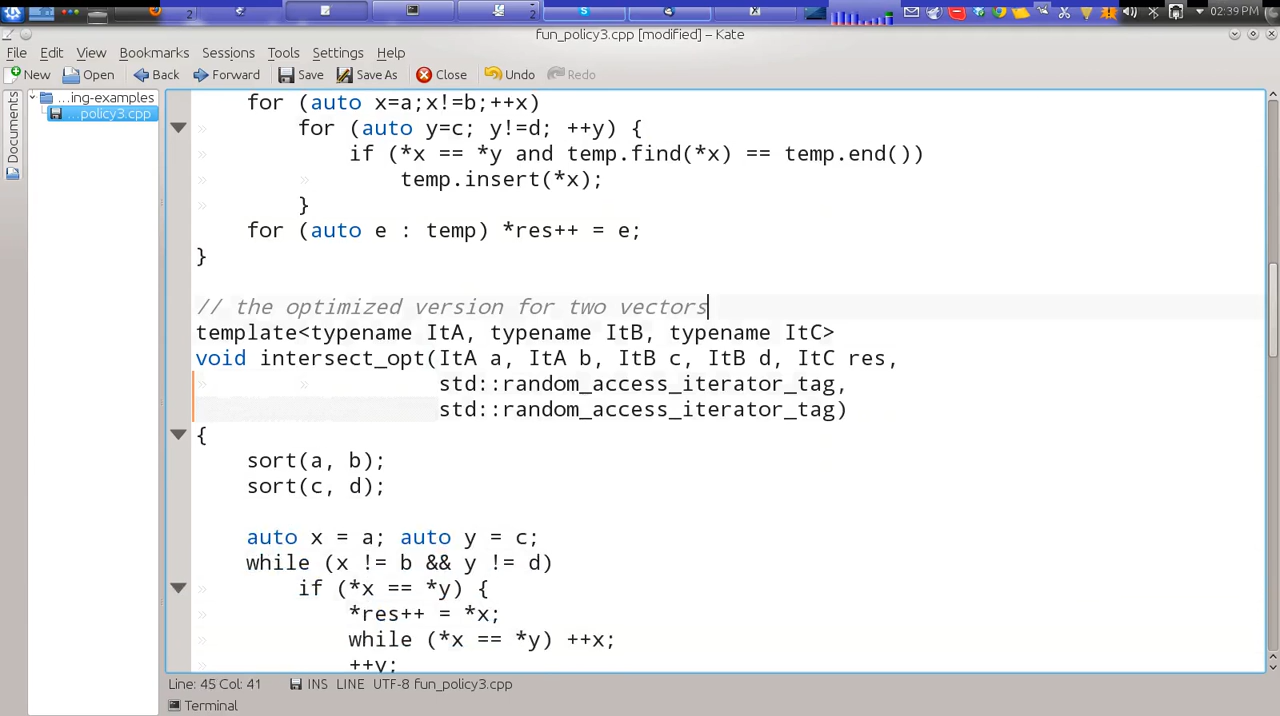 2
2
02:39 PM
fun_policy3.cpp [modified] – Kate
File Edit View Bookmarks Sessions Tools Settings Help
New Open Back Forward Save Save As Close Undo Redo
Documents
...ing-examples
...policy3.cpp
for (auto x=a;x!=b;++x)
for (auto y=c; y!=d; ++y) {
if (*x == *y and temp.find(*x) == temp.end())
temp.insert(*x);
}
for (auto e : temp) *res++ = e;
}
// the optimized version for two vectors
template<typename ItA, typename ItB, typename ItC>
void intersect_opt(ItA a, ItA b, ItB c, ItB d, ItC res,
std::random_access_iterator_tag,
std::random_access_iterator_tag)
{
sort(a, b);
sort(c, d);
auto x = a; auto y = c;
while (x != b && y != d)
if (*x == *y) {
*res++ = *x;
while (*x == *y) ++x;
++y;
Line: 45 Col: 41 INS LINE UTF-8 fun_policy3.cpp
Terminal